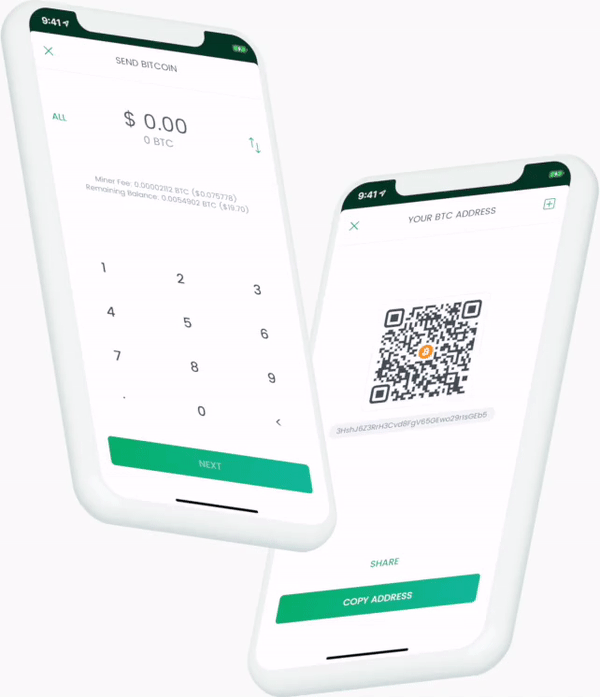 9:41
SEND BITCOIN
ALL
$ 0.00
0 BTC
Miner Fee: 0.0000202 BTC ($0.075778)
Remaining Balance: 0.0054902 BTC ($19.70)
1 2 3
4 5 6
7 8 9
. 0 <
NEXT
9:41
YOUR BTC ADDRESS
SHARE
COPY ADDRESS